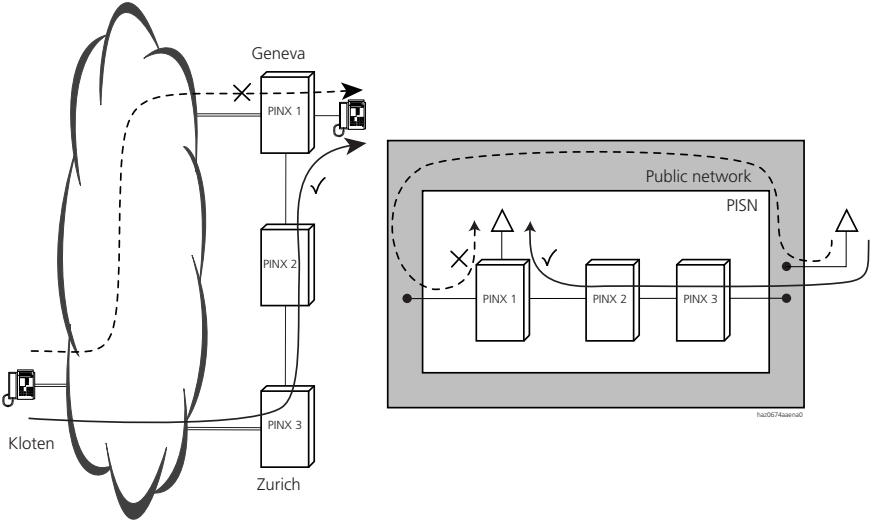 Geneva
PINX 1
PINX 2
PINX 3
Kloten
Zurich
Public network
PISN
PINX 1
PINX 2
PINX 3
haz0674aaena0